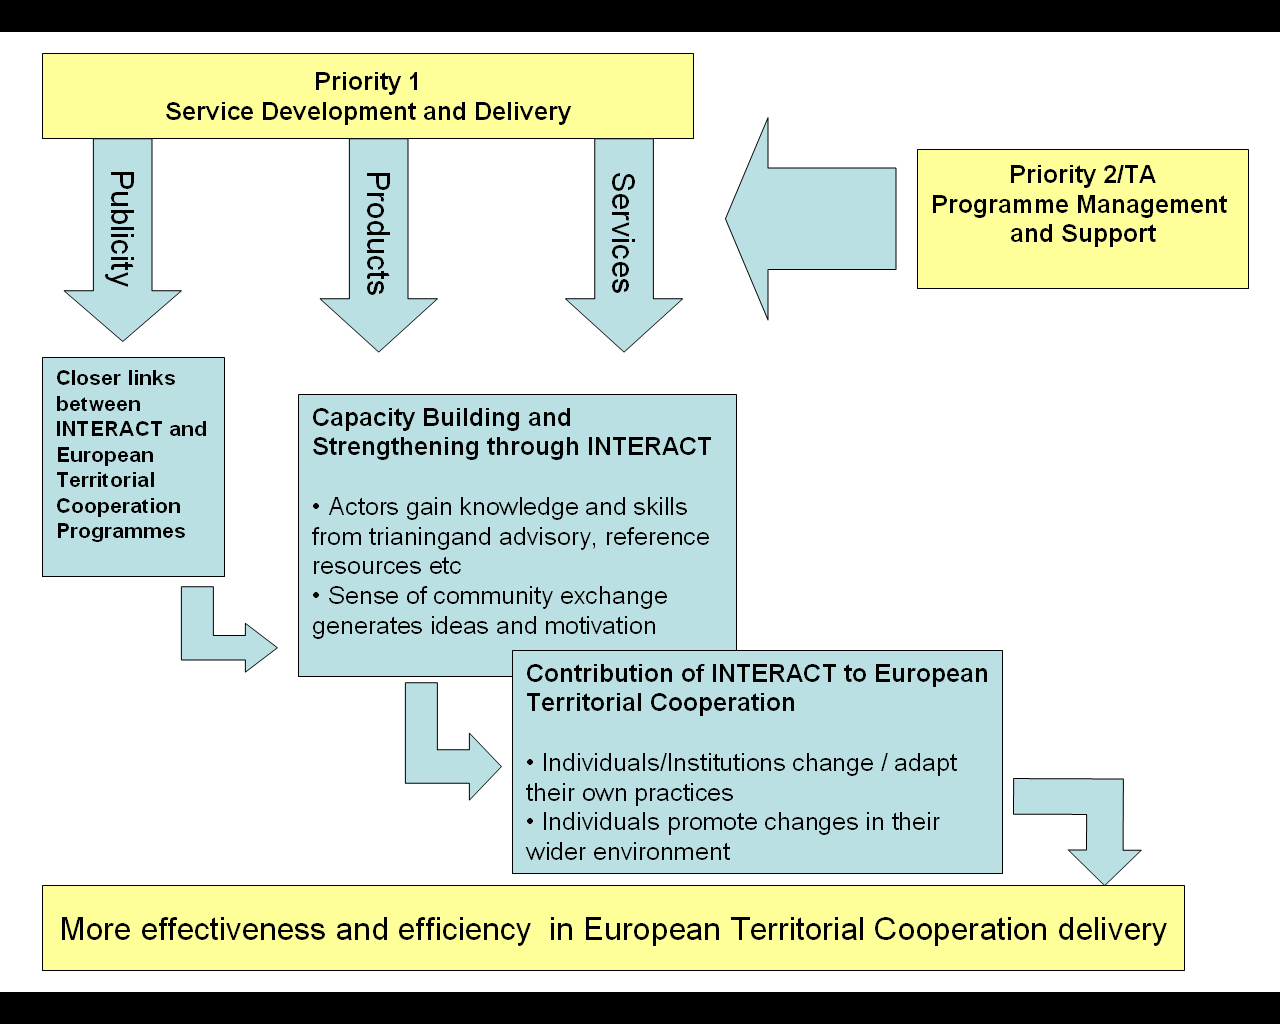 Priority 1
Service Development and Delivery
Publicity
Products
Services
Priority 2/TA
Programme Management
and Support
Closer links
between
INTERACT and
European
Territorial
Cooperation
Programmes
Capacity Building and
Strengthening through INTERACT
• Actors gain knowledge and skills
from trianingand advisory, reference
resources etc
• Sense of community exchange
generates ideas and motivation
Contribution of INTERACT to European
Territorial Cooperation
• Individuals/Institutions change / adapt
their own practices
• Individuals promote changes in their
wider environment
More effectiveness and efficiency  in European Territorial Cooperation delivery